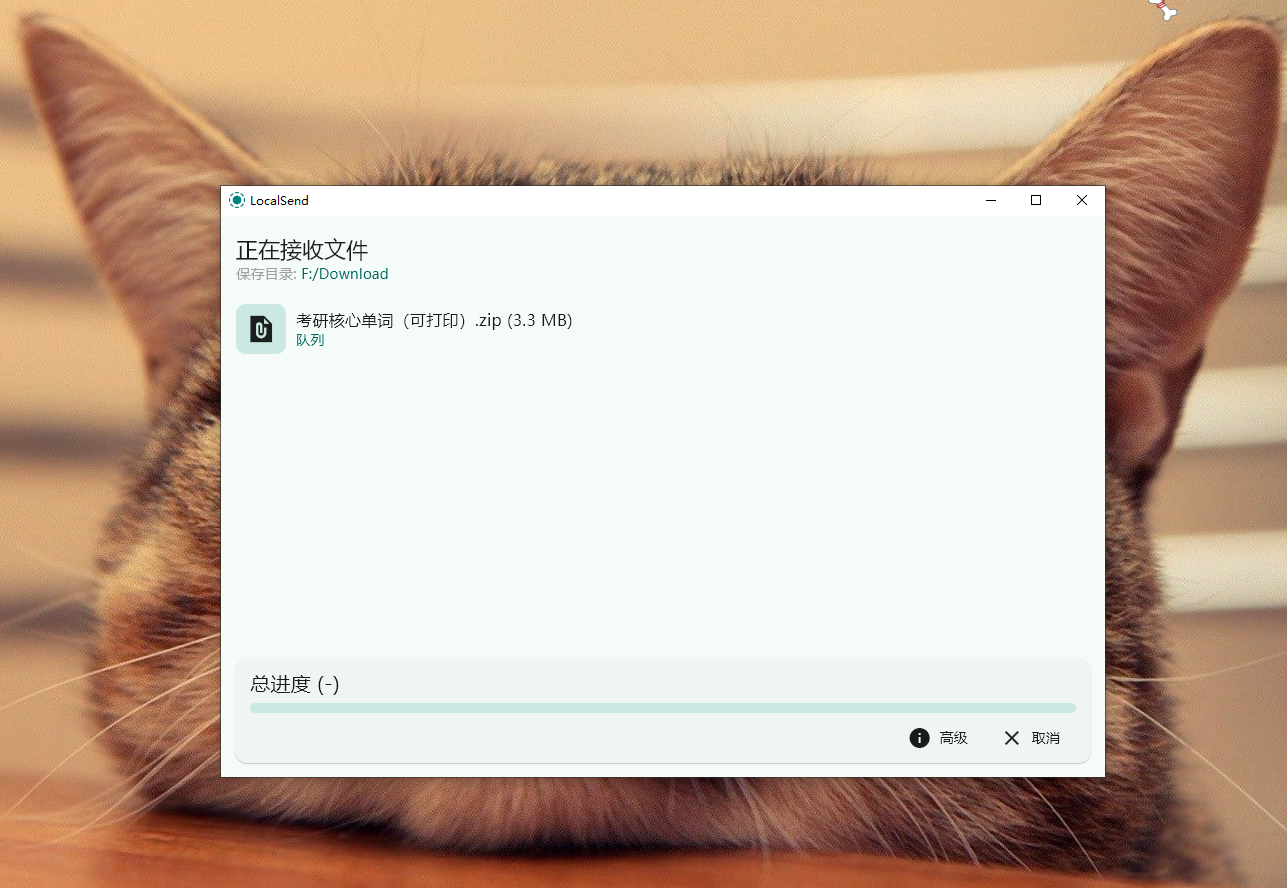 LocalSend
正在接收文件
保存目录: F:/Download
考研核心单词（可打印）.zip (3.3 MB)
队列
总进度 (-)
高级 取消